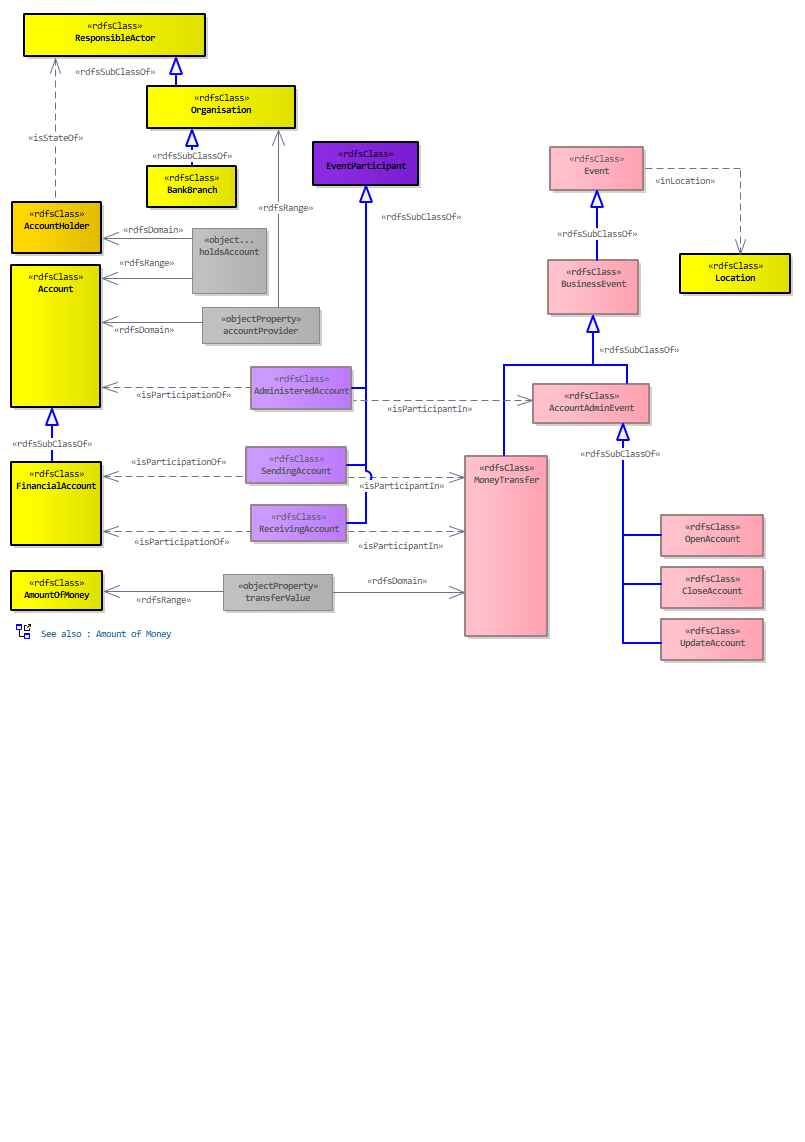 «rdfsClass»
ResponsibleActor
«rdfsSubClassOf»
«rdfsClass»
Organisation
«isStateOf»
«rdfsSubClassOf»
«rdfsClass»
BankBranch
«rdfsClass»
EventParticipant
«rdfsClass»
Event
«inLocation»
«rdfsRange»
«rdfsSubClassOf»
«rdfsClass»
AccountHolder
«rdfsDomain»
«object...
holdsAccount
«rdfsSubClassOf»
«rdfsRange»
«rdfsClass»
Account
«rdfsClass»
BusinessEvent
«rdfsClass»
Location
«rdfsDomain»
«objectProperty»
accountProvider
«rdfsSubClassOf»
«isParticipationOf»
«rdfsClass»
AdministeredAccount
«isParticipantIn»
«rdfsClass»
AccountAdminEvent
«rdfsSubClassOf»
«rdfsSubClassOf»
«rdfsClass»
FinancialAccount
«isParticipationOf»
«rdfsClass»
SendingAccount
«isParticipantIn»
«rdfsClass»
MoneyTransfer
«isParticipationOf»
«rdfsClass»
ReceivingAccount
«isParticipantIn»
«rdfsClass»
OpenAccount
«rdfsClass»
AmountOfMoney
«rdfsRange»
«objectProperty»
transferValue
«rdfsDomain»
«rdfsClass»
CloseAccount
«rdfsClass»
UpdateAccount
See also : Amount of Money